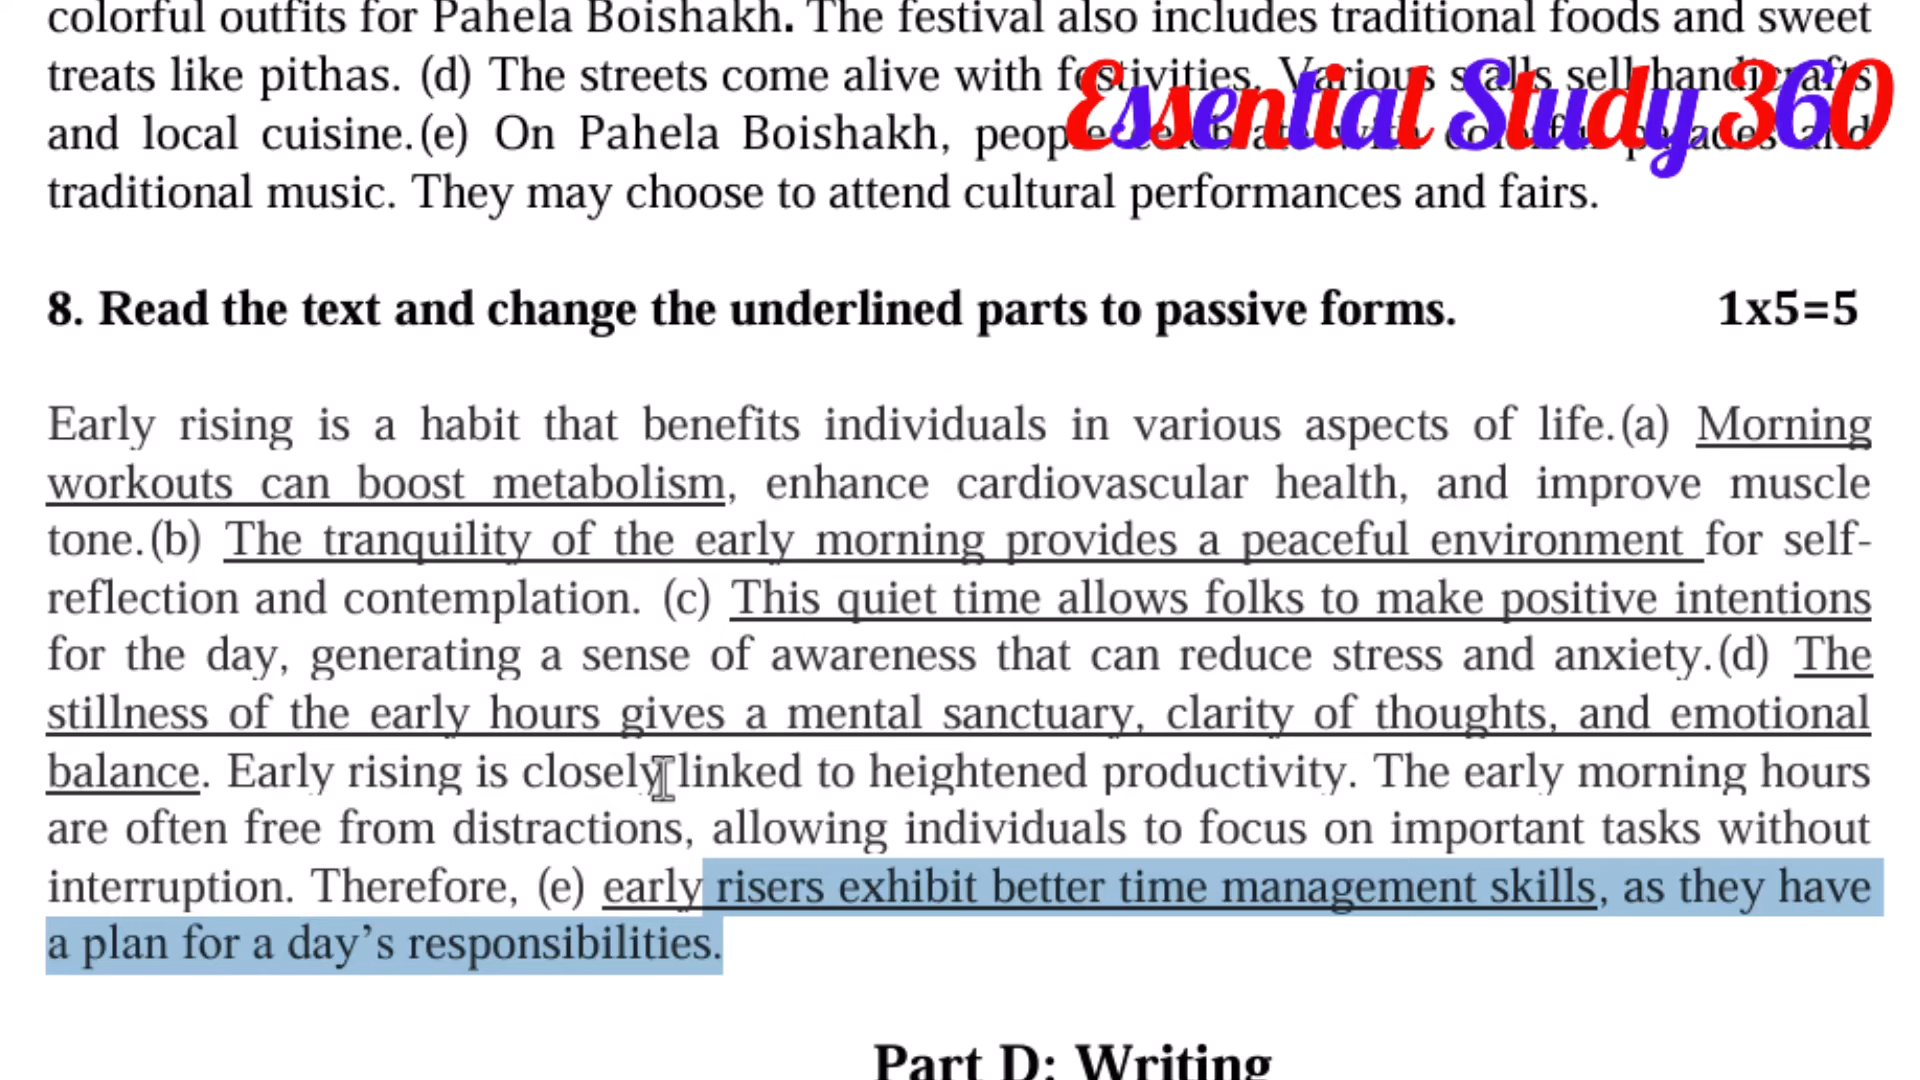 colorful outfits for Pahela Boishakh. The festival also includes traditional foods and sweet
treats like pithas. (d) The streets come alive with festivities. Various stalls sell handicrafts
Essential Study 360
and local cuisine.(e) On Pahela Boishakh, people celebrate with colorful parades and
traditional music. They may choose to attend cultural performances and fairs.
8. Read the text and change the underlined parts to passive forms. 1x5=5
Early rising is a habit that benefits individuals in various aspects of life.(a) Morning
workouts can boost metabolism, enhance cardiovascular health, and improve muscle
tone.(b) The tranquility of the early morning provides a peaceful environment for self-
reflection and contemplation. (c) This quiet time allows folks to make positive intentions
for the day, generating a sense of awareness that can reduce stress and anxiety.(d) The
stillness of the early hours gives a mental sanctuary, clarity of thoughts, and emotional
balance. Early rising is closely linked to heightened productivity. The early morning hours
are often free from distractions, allowing individuals to focus on important tasks without
interruption. Therefore, (e) early risers exhibit better time management skills, as they have
a plan for a day’s responsibilities.
Part D: Writing